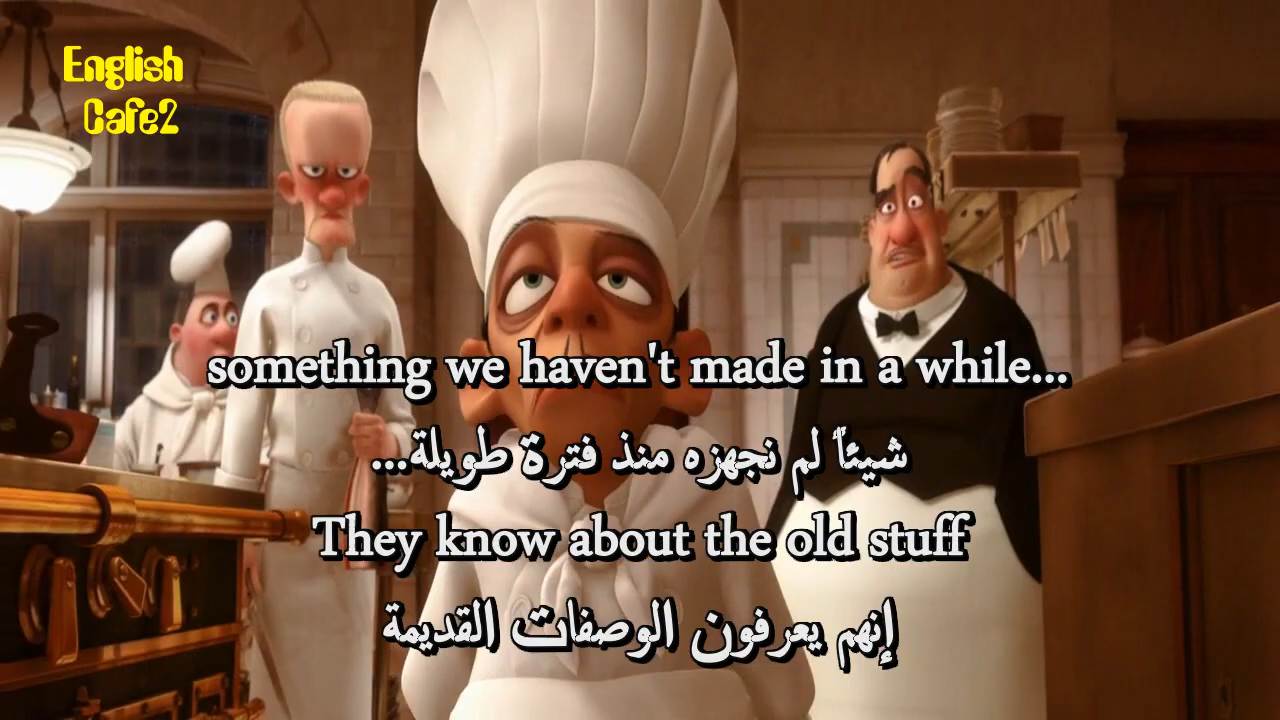 English
Cafe2
something we haven't made in a while...
شيئاً لم نجهزه منذ فترة طويلة...
They know about the old stuff
إنهم يعرفون الوصفات القديمة